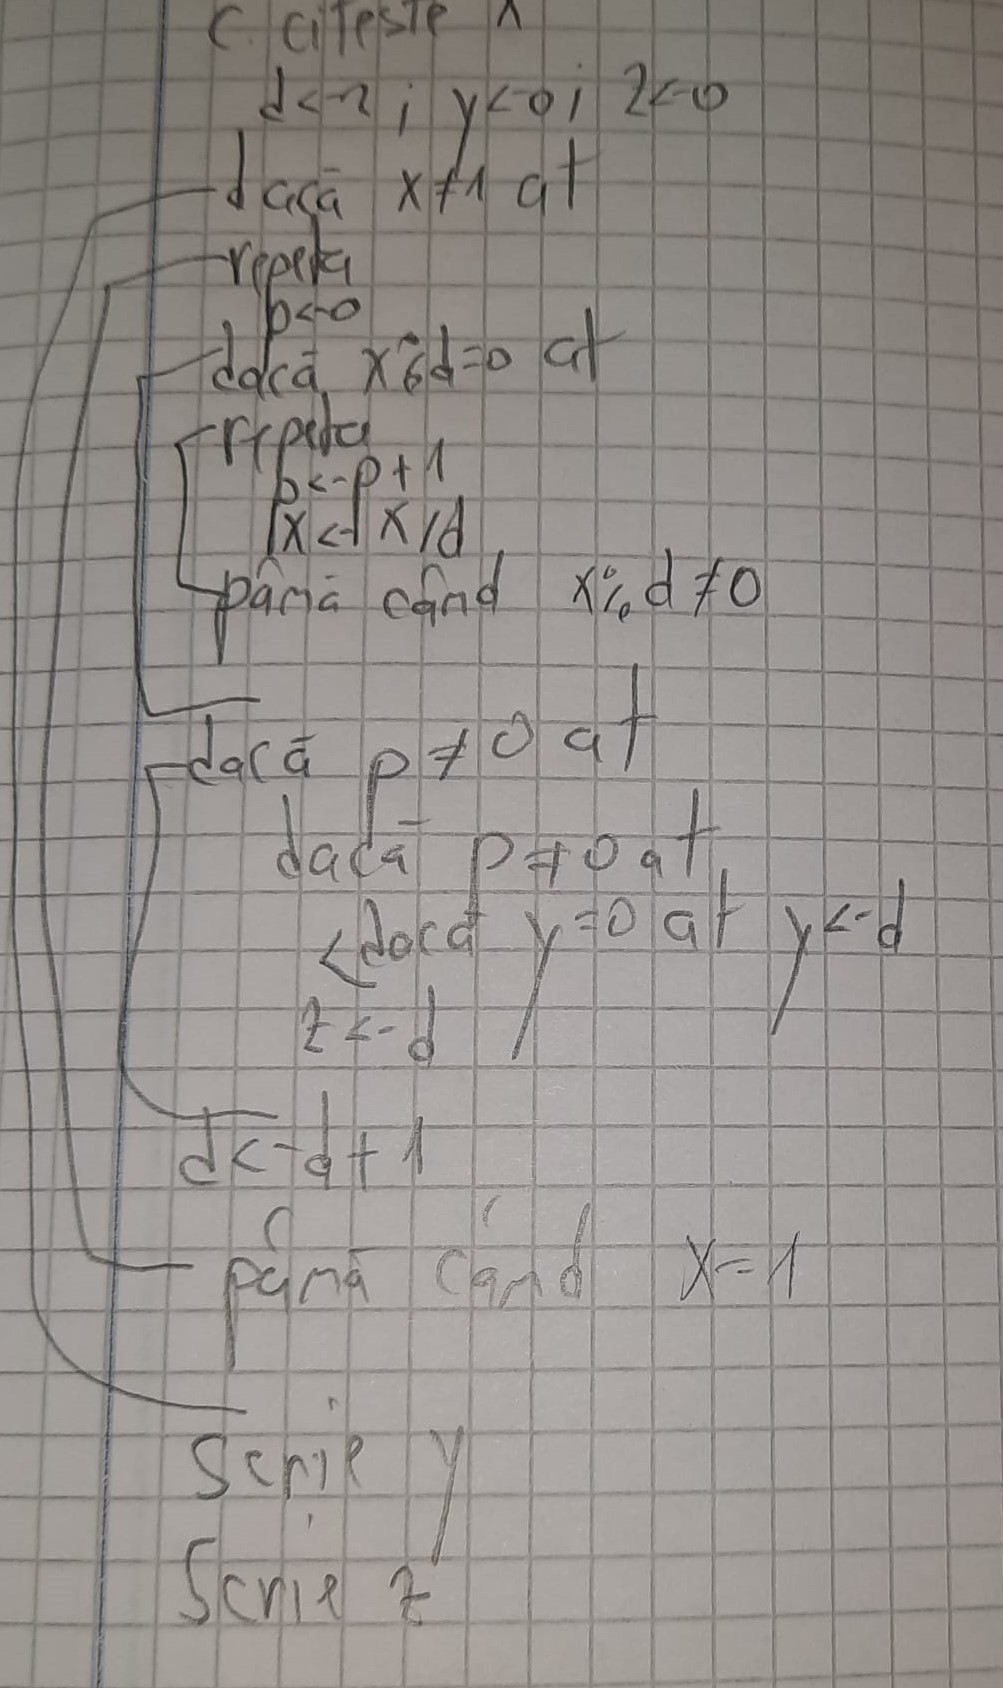 c. citește x
d<-2; y<-0; z<-0
dacă x≠1 at
repetă
p<-0
dacă x%d=0 at
repetă
p<-p+1
x<-x/d
până când x%d≠0
dacă p≠0 at
dacă p≠0 at
dacă y=0 at y<-d
z<-d
d<-d+1
până când x=1
Scrie y
Scrie z